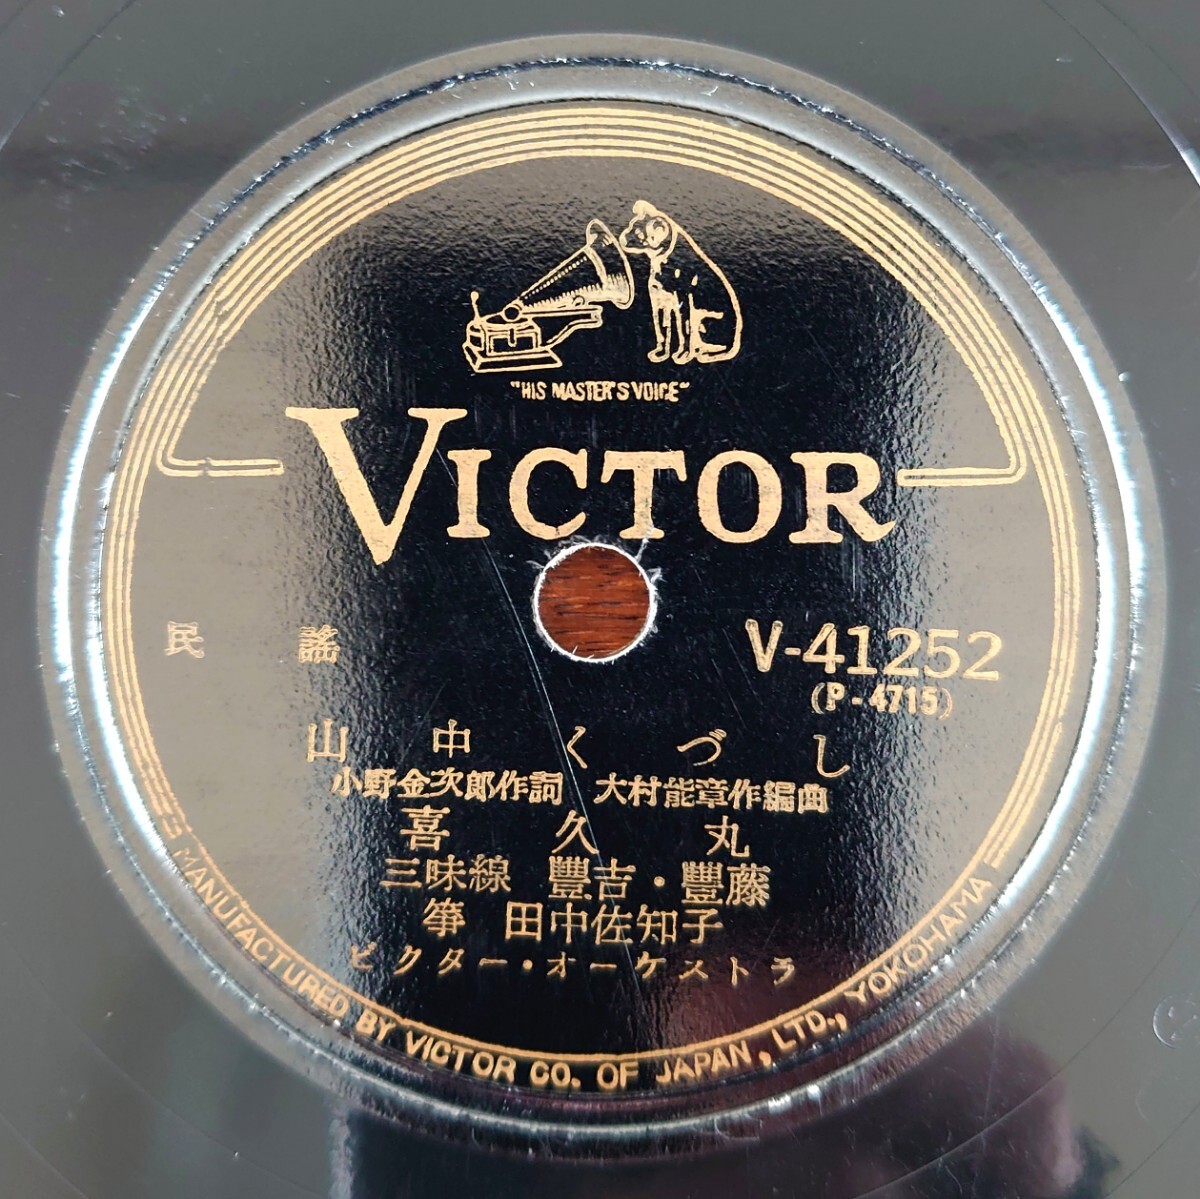 "HIS MASTER'S VOICE"
VICTOR
民謡
V-41252
(P-4715)
山中くづし
小野金次郎作詞 大村能章作編曲
喜久丸
三味線 豐吉・豐藤
箏 田中佐知子
ビクター・オーケストラ
MANUFACTURED BY VICTOR CO. OF JAPAN, LTD., YOKOHAMA